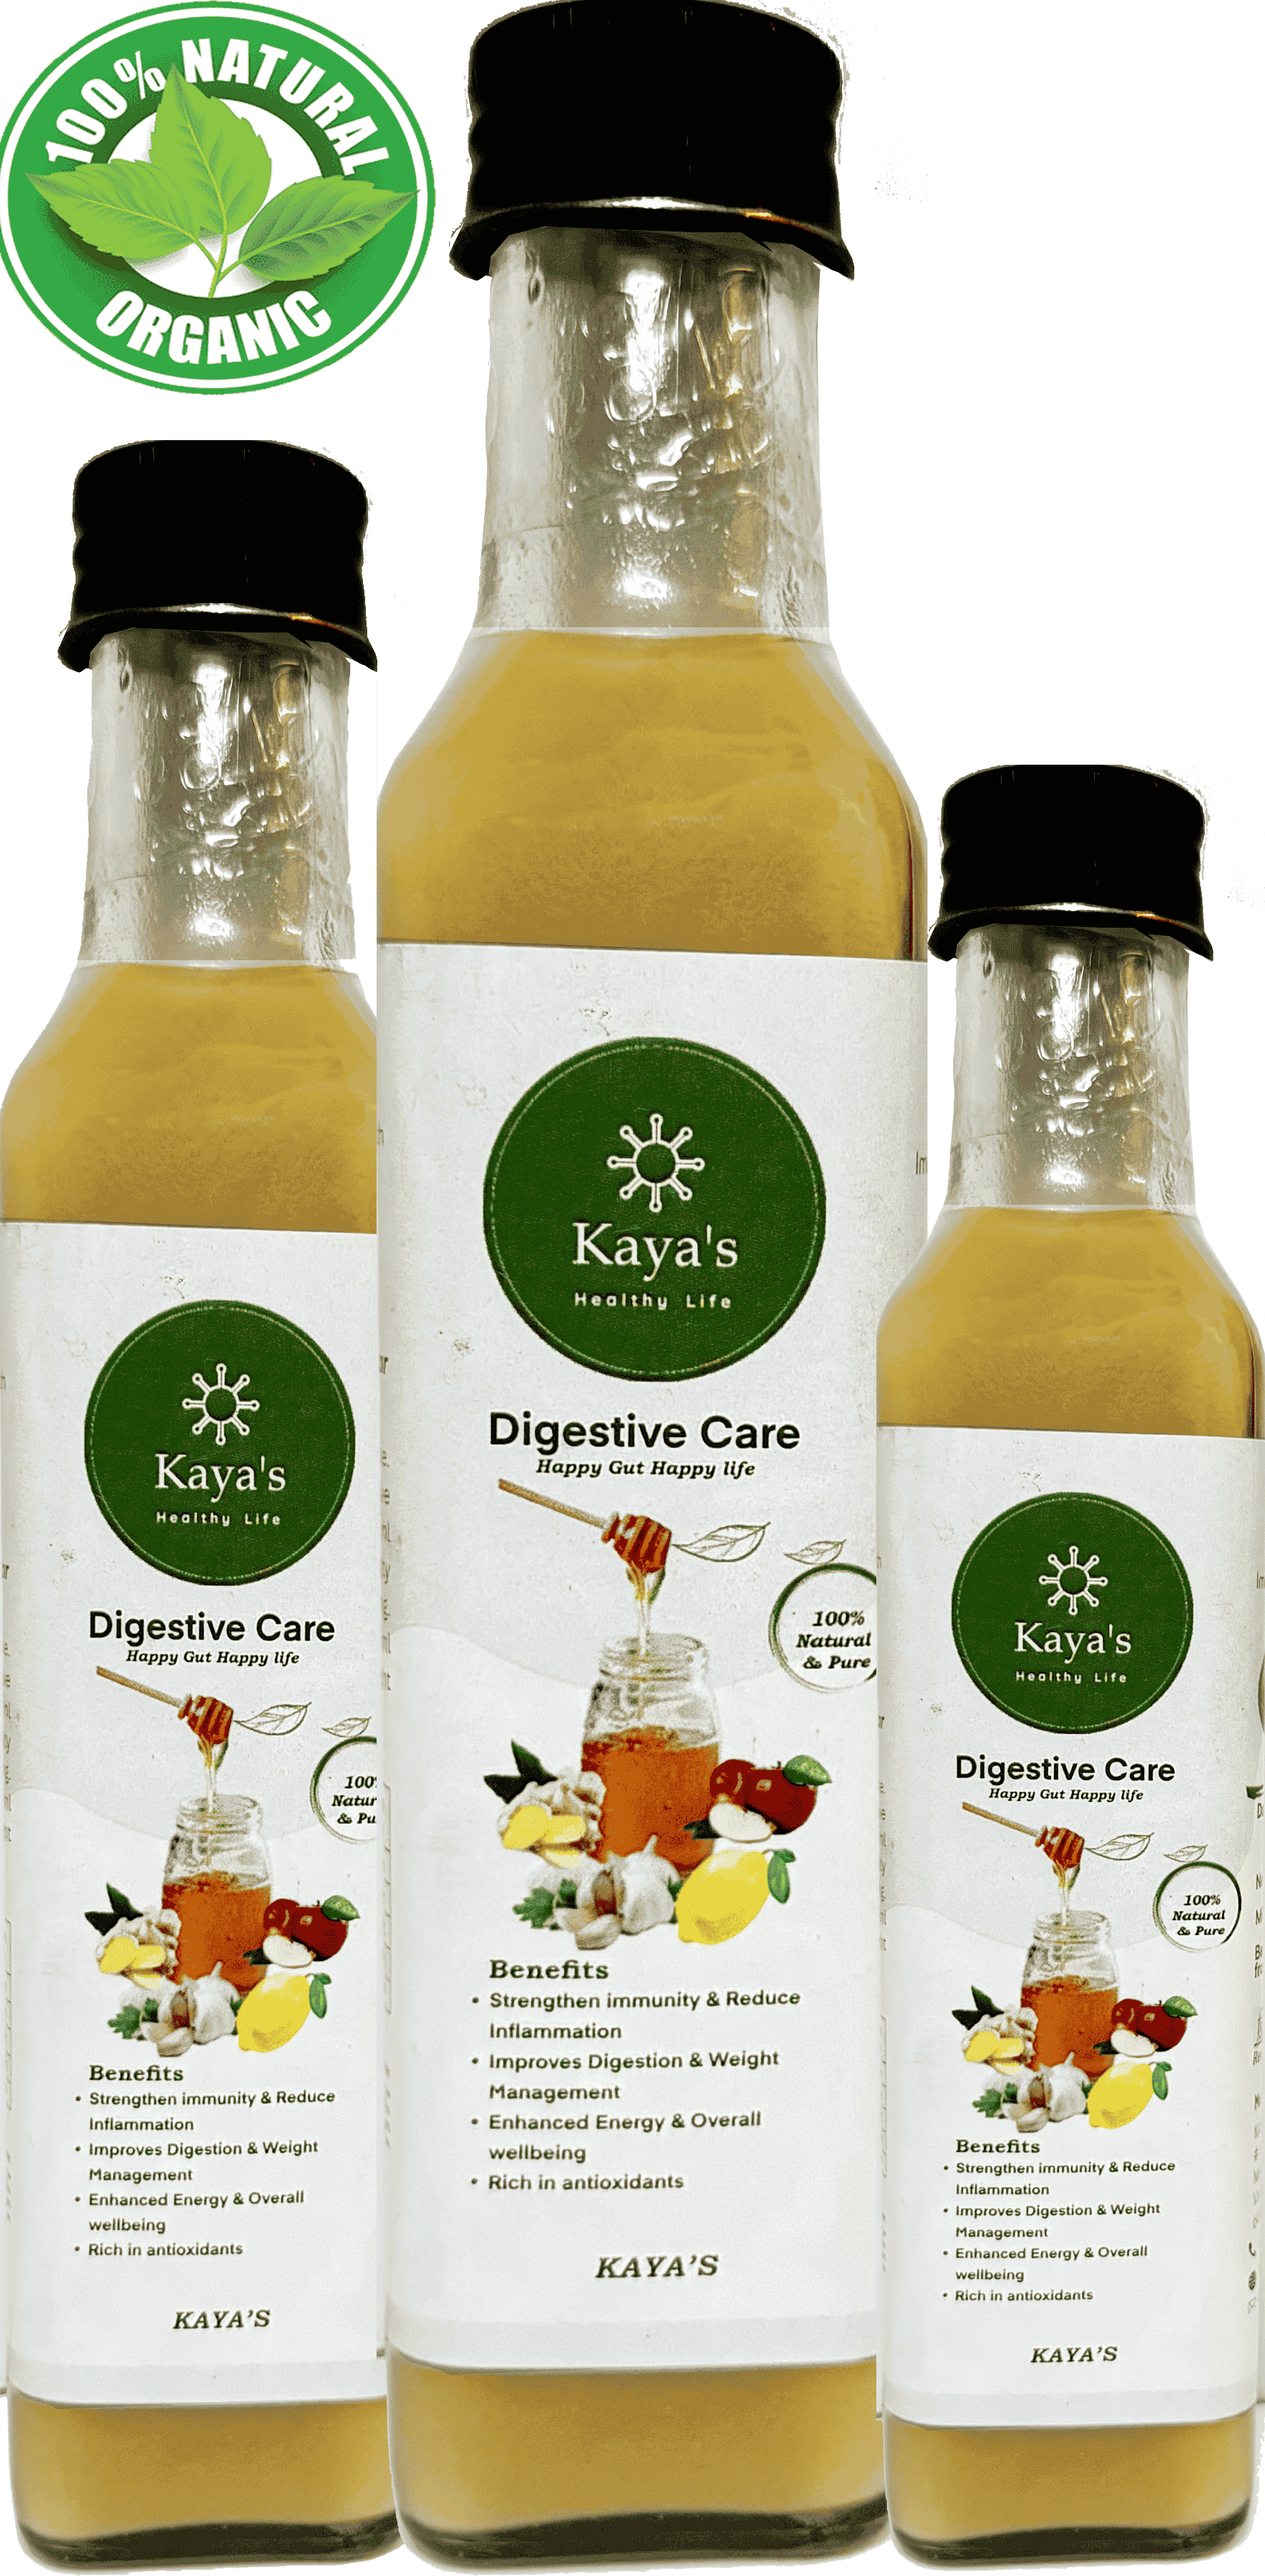 100% NATURAL
ORGANIC
Kaya's
Healthy Life
Digestive Care
Happy Gut Happy life
100%
Natural
& Pure
Benefits
• Strengthen immunity & Reduce
Inflammation
• Improves Digestion & Weight
Management
• Enhanced Energy & Overall
wellbeing
• Rich in antioxidants
KAYA'S
Kaya's
Healthy Life
Digestive Care
Happy Gut Happy life
& Pu
Benefits
• Strengthen immunity & Reduce
Inflammation
• Improves Digestion & Weight
Management
• Enhanced Energy & Overall
wellbeing
• Rich in antioxidants
KAYA'S
Kaya's
Healthy Life
Digestive Care
Happy Gut Happy life
100%
Natural
& Pure
Benefits
• Strengthen immunity & Reduce
Inflammation
• Improves Digestion & Weight
Management
• Enhanced Energy & Overall
wellbeing
• Rich in antioxidants
KAYA'S